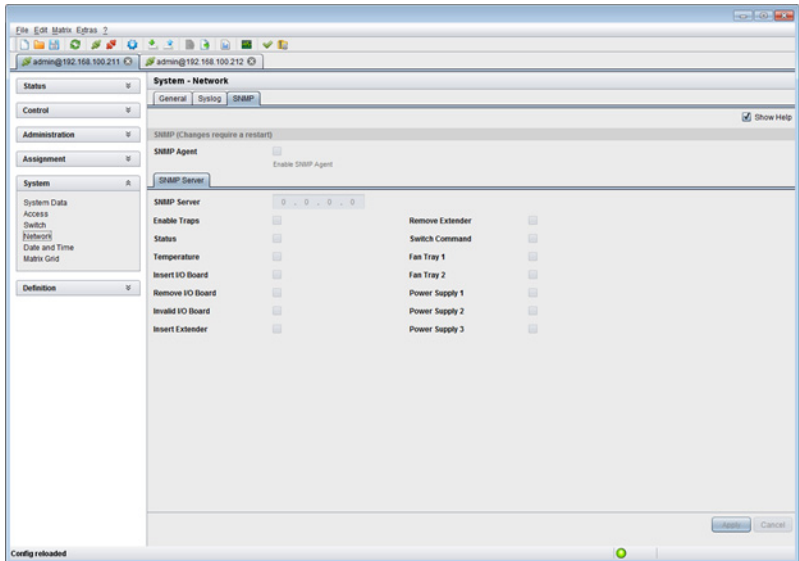 File Edit Matrix Extras ?
admin@192.168.100.211 admin@192.168.100.212
Status
Control
Administration
Assignment
System
System Data
Access
Switch
Network
Date and Time
Matrix Grid
Definition
System - Network
General Syslog SNMP
Show Help
SNMP (Changes require a restart)
SNMP Agent
Enable SNMP Agent
SNMP Server
SNMP Server 0 . 0 . 0 . 0
Enable Traps Remove Extender
Status Switch Command
Temperature Fan Tray 1
Insert I/O Board Fan Tray 2
Remove I/O Board Power Supply 1
Invalid I/O Board Power Supply 2
Insert Extender Power Supply 3
Apply Cancel
Config reloaded